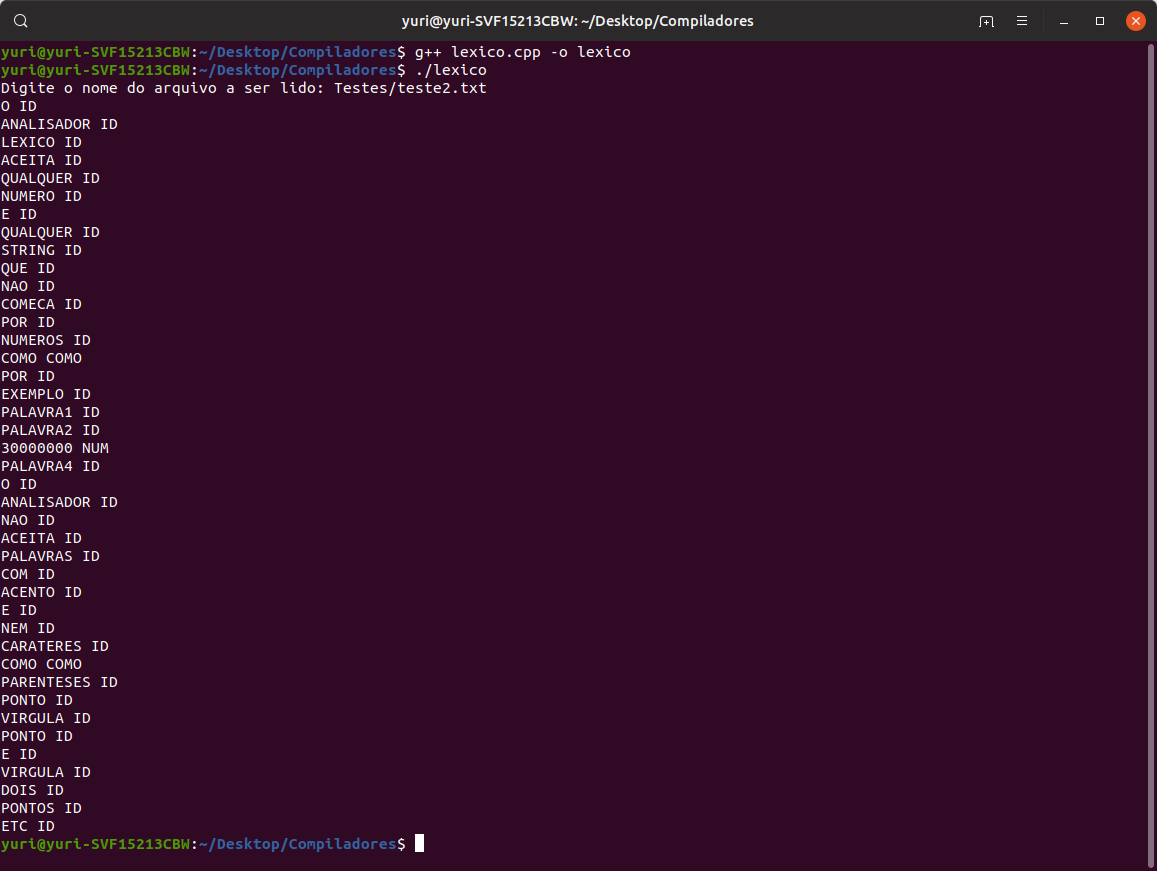 yuri@yuri-SVF15213CBW: ~/Desktop/Compiladores
yuri@yuri-SVF15213CBW:~/Desktop/Compiladores$ g++ lexico.cpp -o lexico
yuri@yuri-SVF15213CBW:~/Desktop/Compiladores$ ./lexico
Digite o nome do arquivo a ser lido: Testes/teste2.txt
O ID
ANALISADOR ID
LEXICO ID
ACEITA ID
QUALQUER ID
NUMERO ID
E ID
QUALQUER ID
STRING ID
QUE ID
NAO ID
COMECA ID
POR ID
NUMEROS ID
COMO COMO
POR ID
EXEMPLO ID
PALAVRA1 ID
PALAVRA2 ID
30000000 NUM
PALAVRA4 ID
O ID
ANALISADOR ID
NAO ID
ACEITA ID
PALAVRAS ID
COM ID
ACENTO ID
E ID
NEM ID
CARATERES ID
COMO COMO
PARENTESES ID
PONTO ID
VIRGULA ID
PONTO ID
E ID
VIRGULA ID
DOIS ID
PONTOS ID
ETC ID
yuri@yuri-SVF15213CBW:~/Desktop/Compiladores$